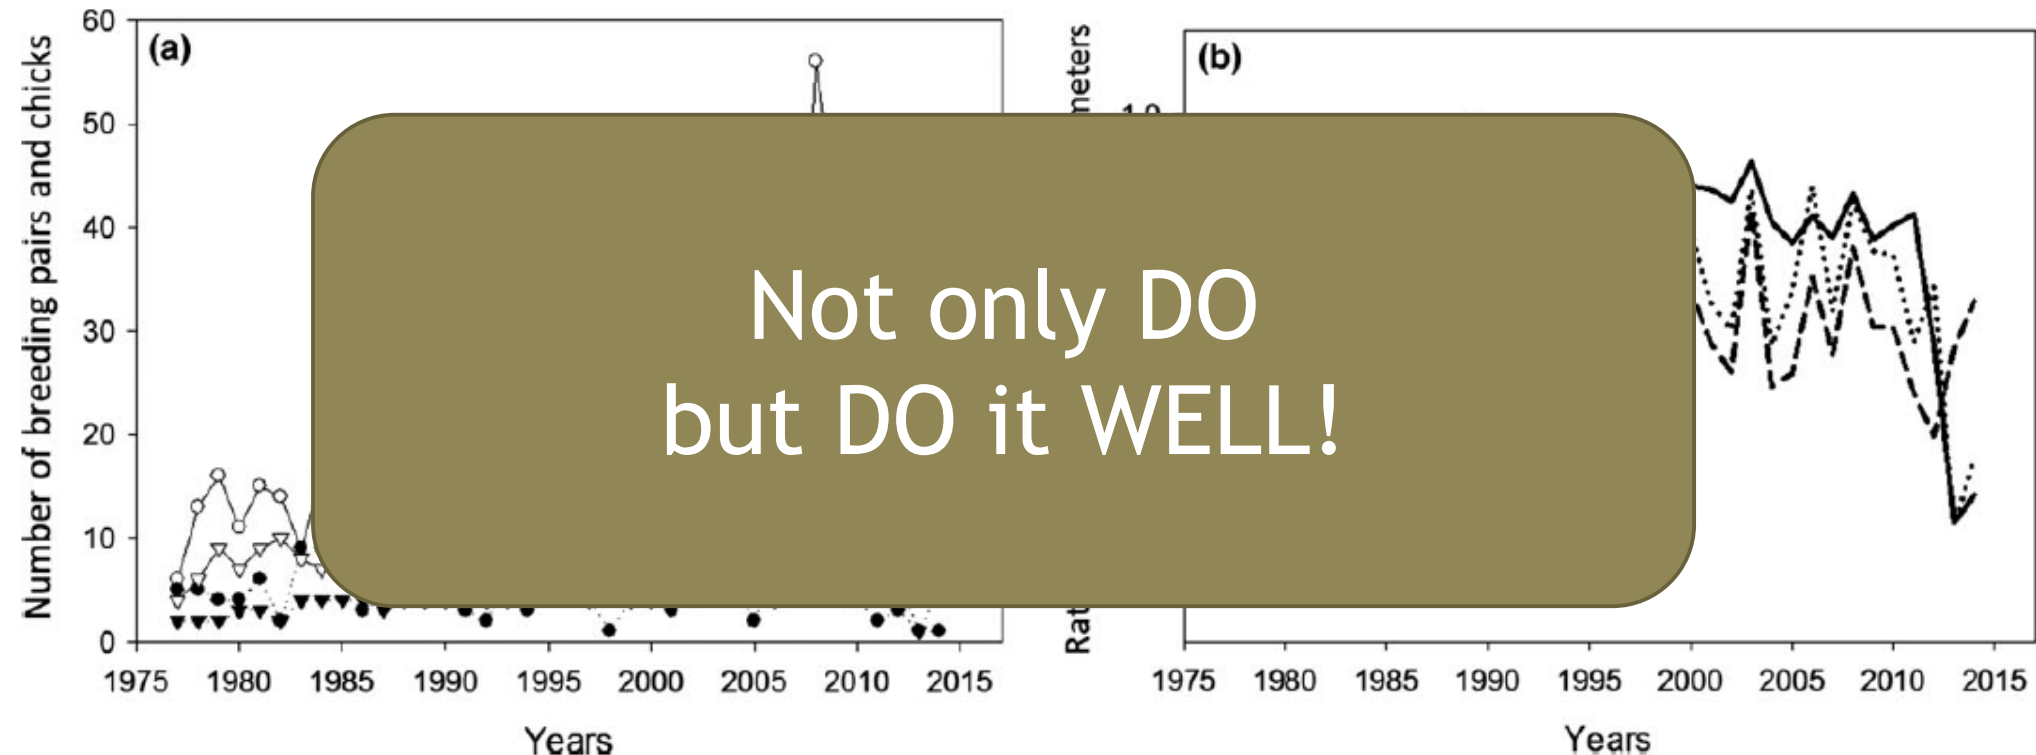 (a)
Number of breeding pairs and chicks
60
50
40
30
20
10
0
1975 1980 1985 1990 1995 2000 2005 2010 2015
Years
Not only DO
but DO it WELL!
(b)
1975 1980 1985 1990 1995 2000 2005 2010 2015
Years